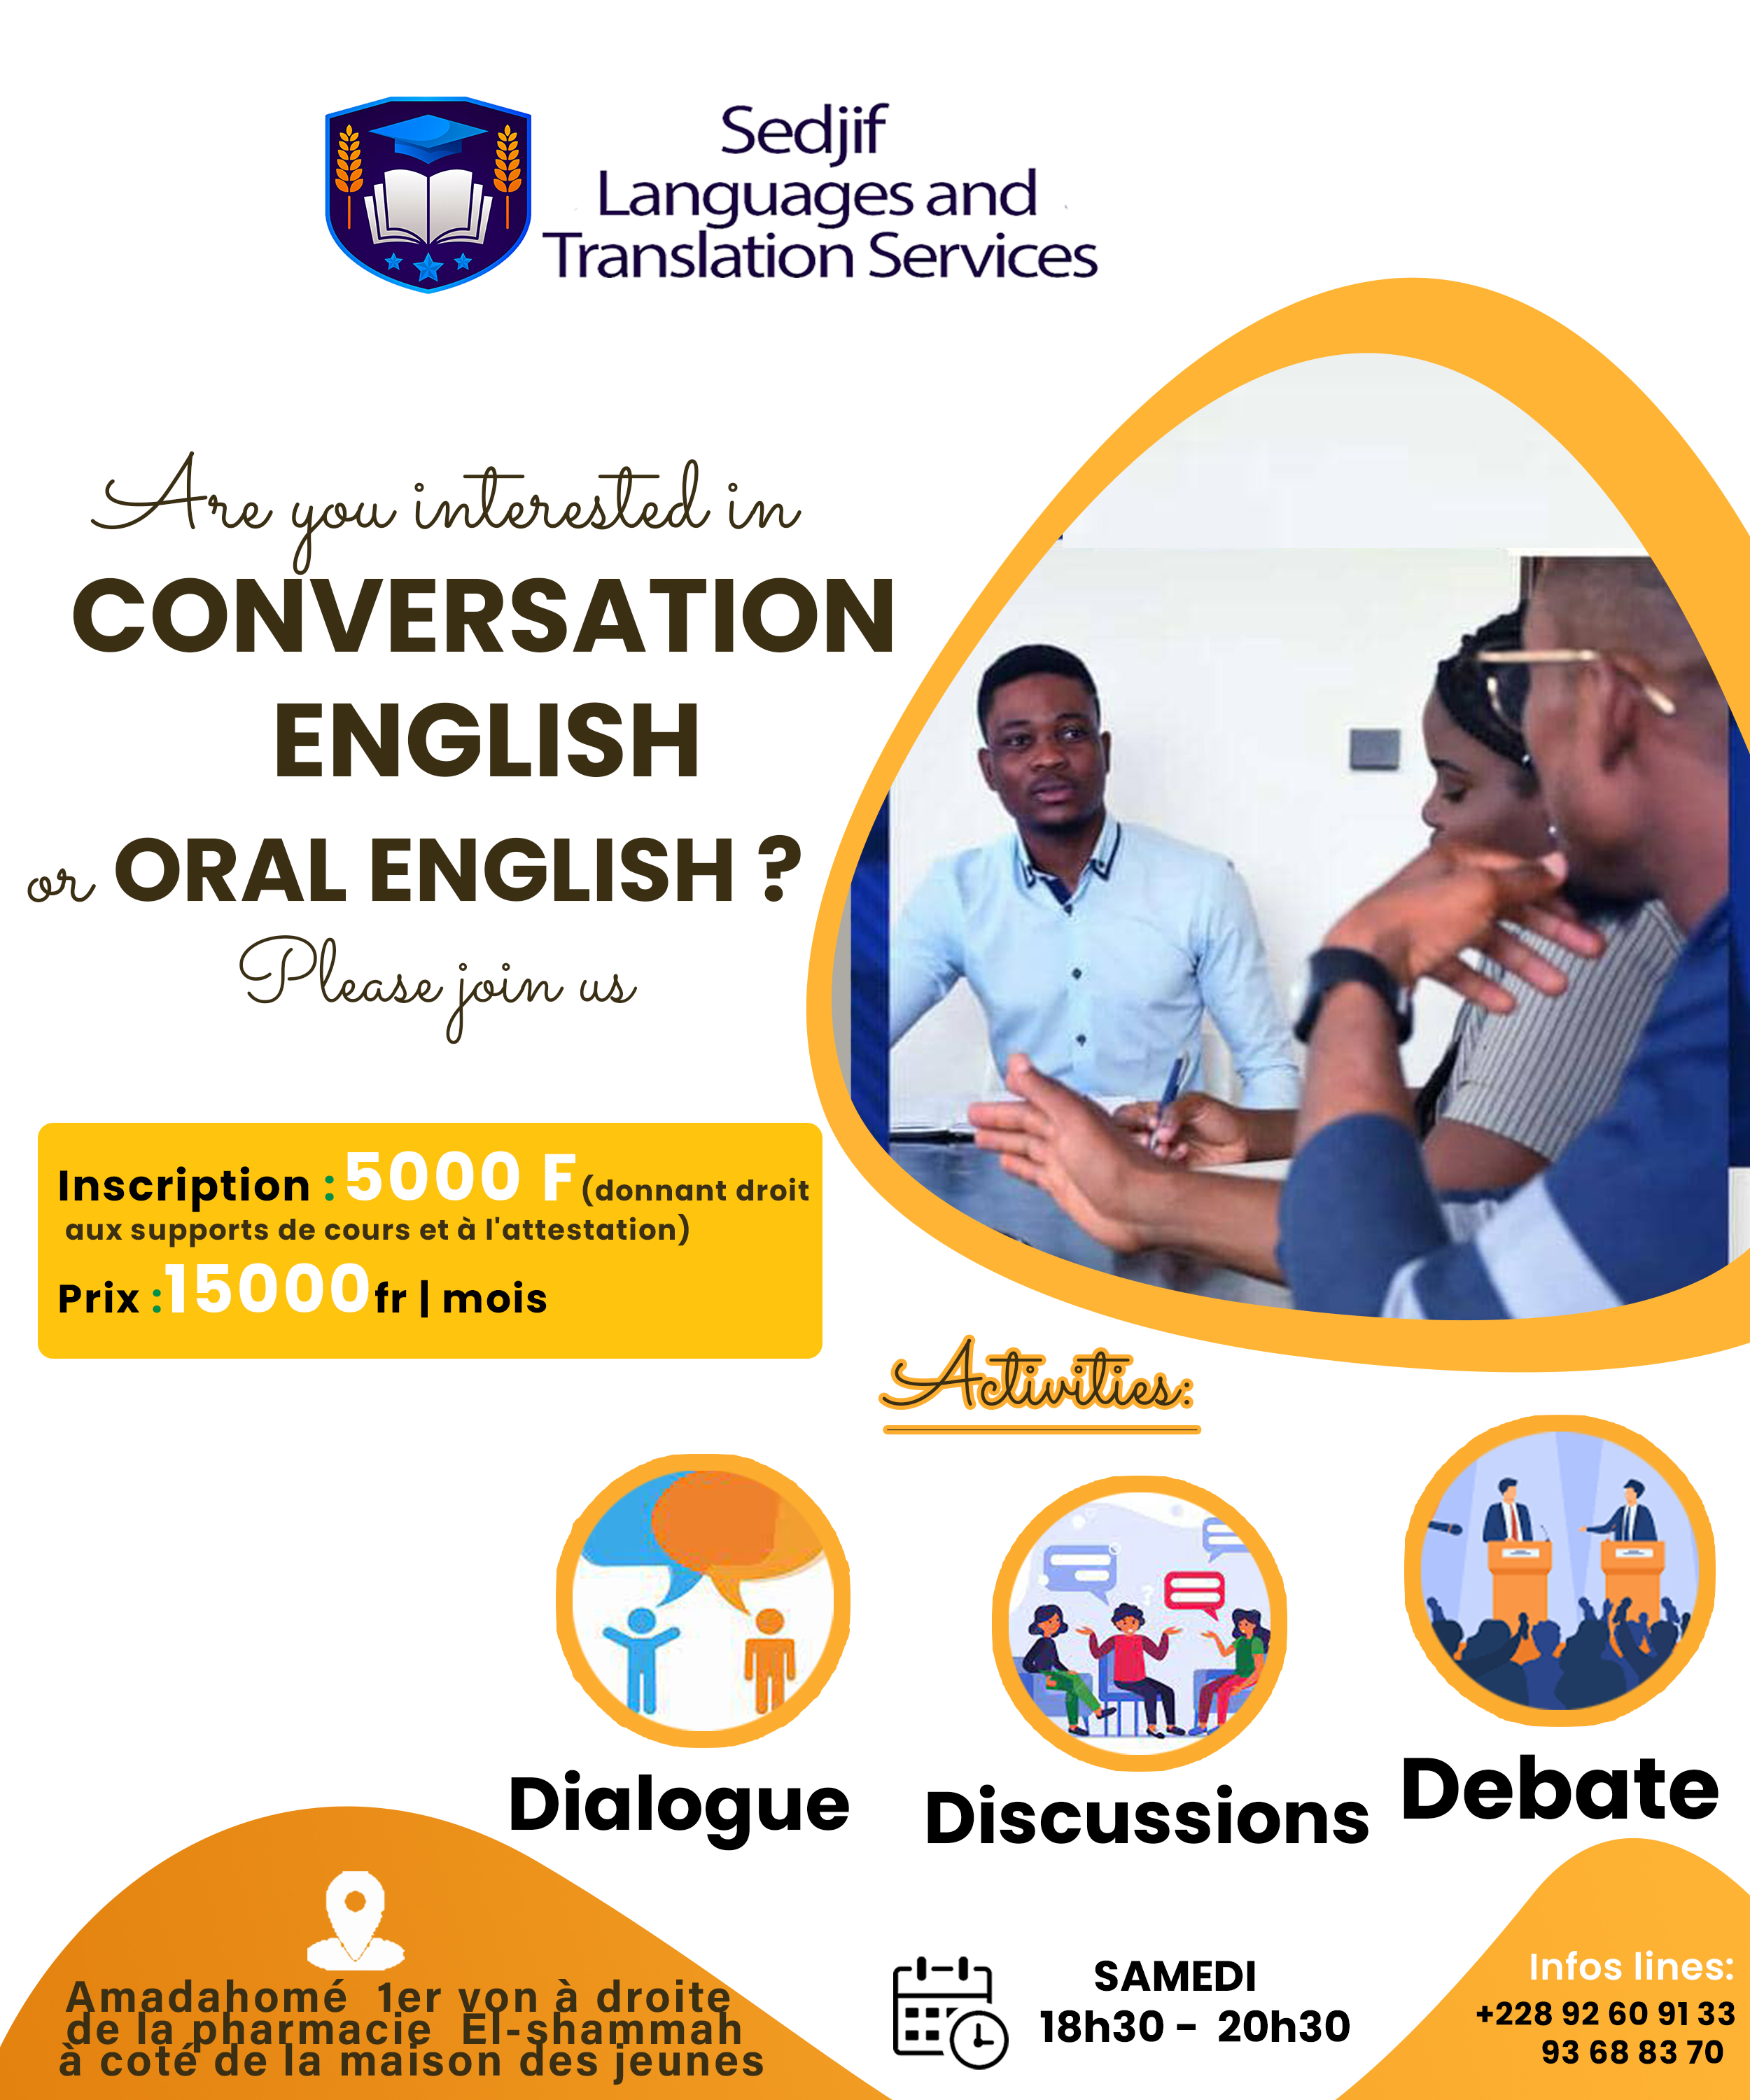 Sedjif
Languages and
Translation Services
Are you interested in
CONVERSATION
ENGLISH
or ORAL ENGLISH ?
Please join us
Inscription : 5000 F (donnant droit
aux supports de cours et à l'attestation)
Prix : 15000 fr | mois
Activities:
Dialogue
Discussions
Debate
Amadahomé 1er von à droite
de la pharmacie El-shammah
à coté de la maison des jeunes
SAMEDI
18h30 - 20h30
Infos lines:
+228 92 60 91 33
93 68 83 70